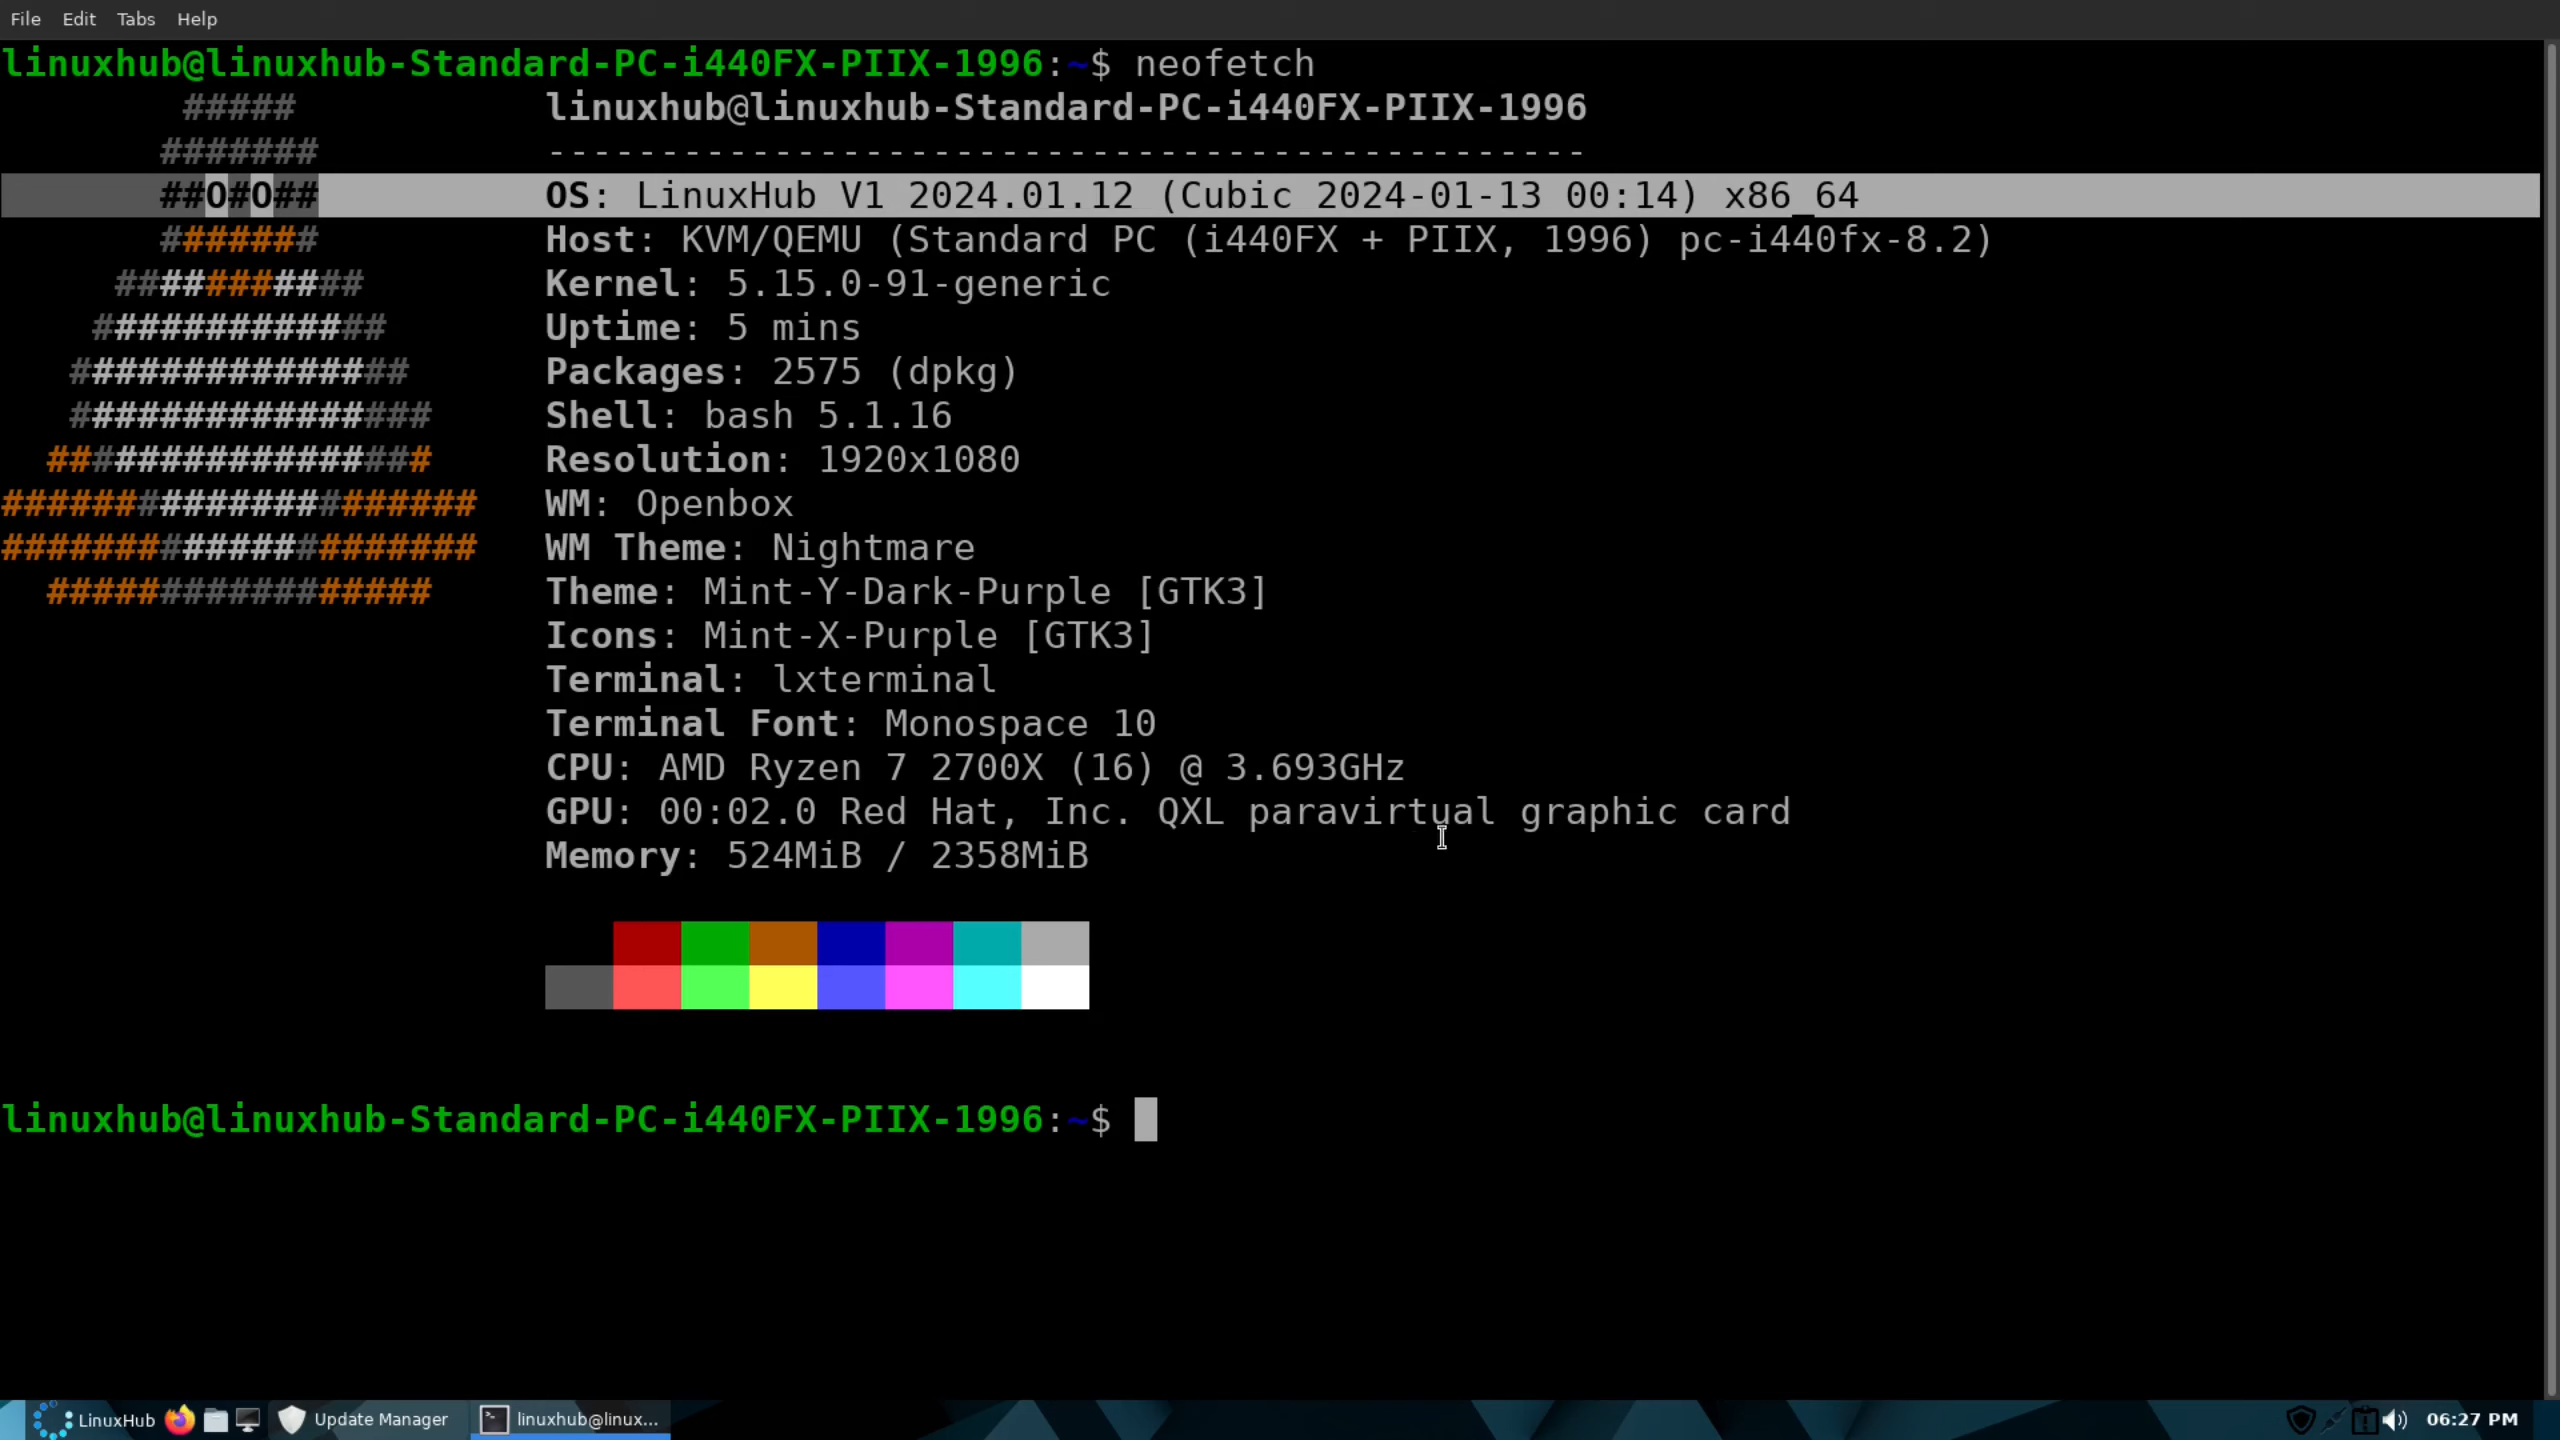 File Edit Tabs Help
linuxhub@linuxhub-Standard-PC-i440FX-PIIX-1996:~$ neofetch
##### linuxhub@linuxhub-Standard-PC-i440FX-PIIX-1996
####### ----------------------------------------------
##O#O## OS: LinuxHub V1 2024.01.12 (Cubic 2024-01-13 00:14) x86_64
####### Host: KVM/QEMU (Standard PC (i440FX + PIIX, 1996) pc-i440fx-8.2)
########### Kernel: 5.15.0-91-generic
############# Uptime: 5 mins
############### Packages: 2575 (dpkg)
################ Shell: bash 5.1.16
################# Resolution: 1920x1080
##################### WM: Openbox
##################### WM Theme: Nightmare
################# Theme: Mint-Y-Dark-Purple [GTK3]
Icons: Mint-X-Purple [GTK3]
Terminal: lxterminal
Terminal Font: Monospace 10
CPU: AMD Ryzen 7 2700X (16) @ 3.693GHz
GPU: 00:02.0 Red Hat, Inc. QXL paravirtual graphic card
Memory: 524MiB / 2358MiB
linuxhub@linuxhub-Standard-PC-i440FX-PIIX-1996:~$
LinuxHub Update Manager linuxhub@linux... 06:27 PM